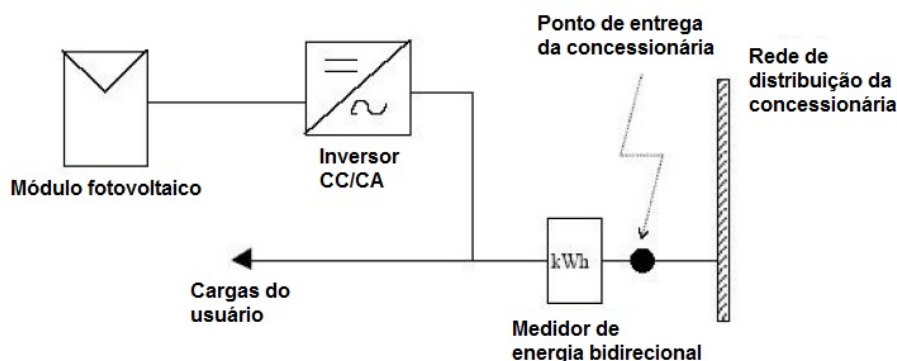 Ponto de entrega
da concessionária
Rede de
distribuição da
concessionária
Módulo fotovoltaico
Inversor
CC/CA
kWh
Cargas do
usuário
Medidor de
energia bidirecional